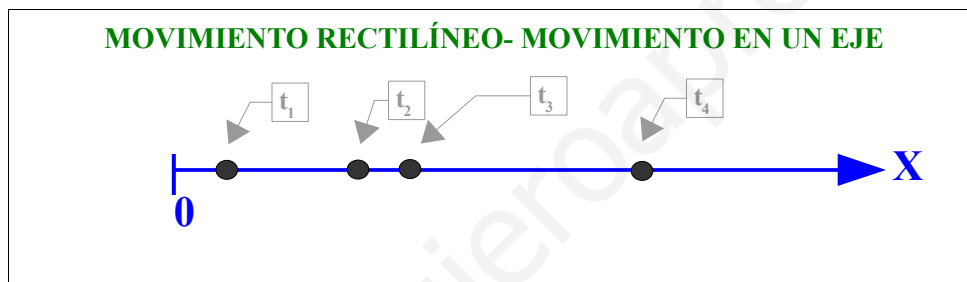 MOVIMIENTO RECTILÍNEO- MOVIMIENTO EN UN EJE
t₁ t₂ t₃ t₄
X
0